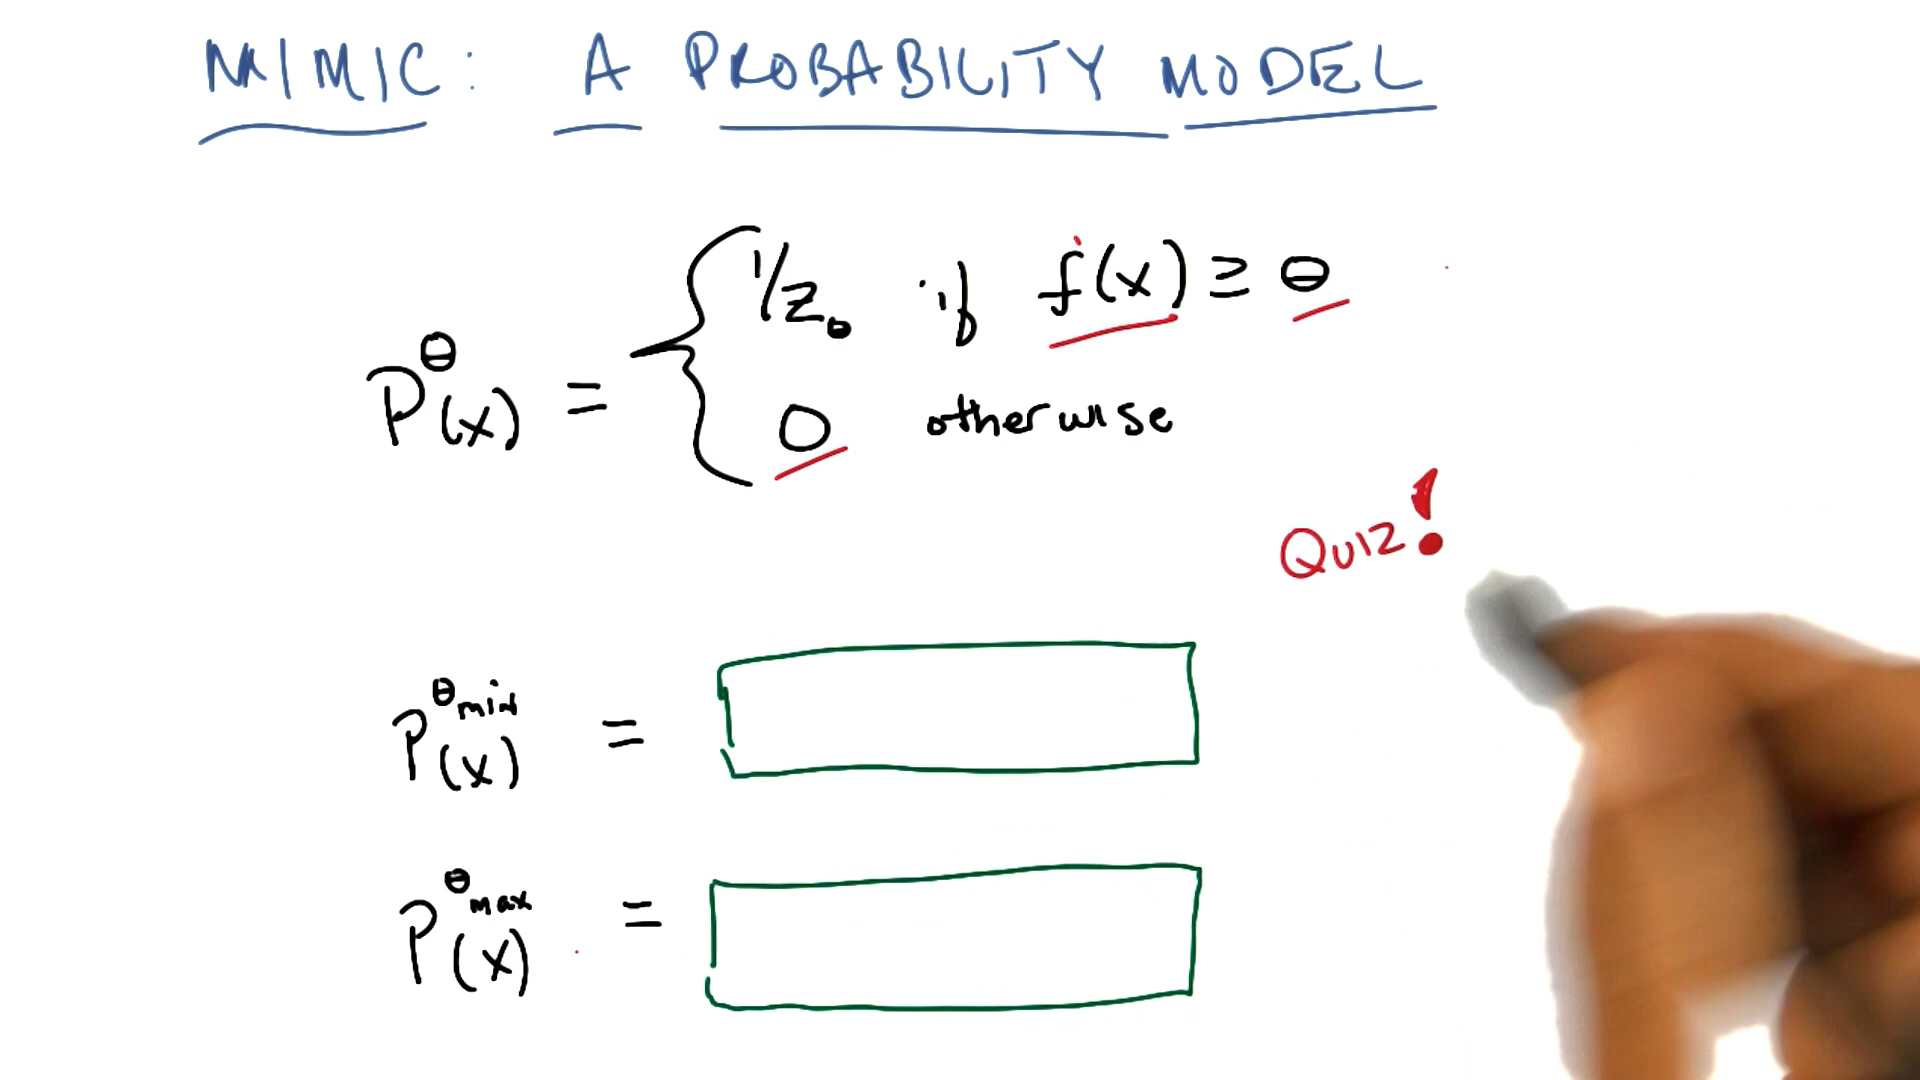 MIMIC: A PROBABILITY MODEL
P^θ(x) = { 1/Z_θ if f(x) ≥ θ
0 otherwise
Quiz!
P^θmin(x) =
P^θmax(x) =